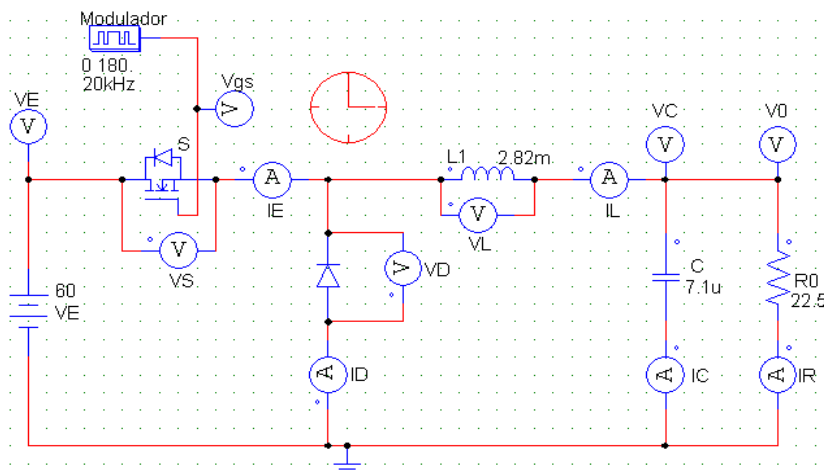 Modulador
0 180.
20kHz
Vgs
V
VE
V
S
A
IE
V
VS
L1
2.82m
V
VL
A
IL
VC
V
V0
V
60
VE
V
VD
A
ID
C
7.1u
A
IC
R0
22.5
A
IR